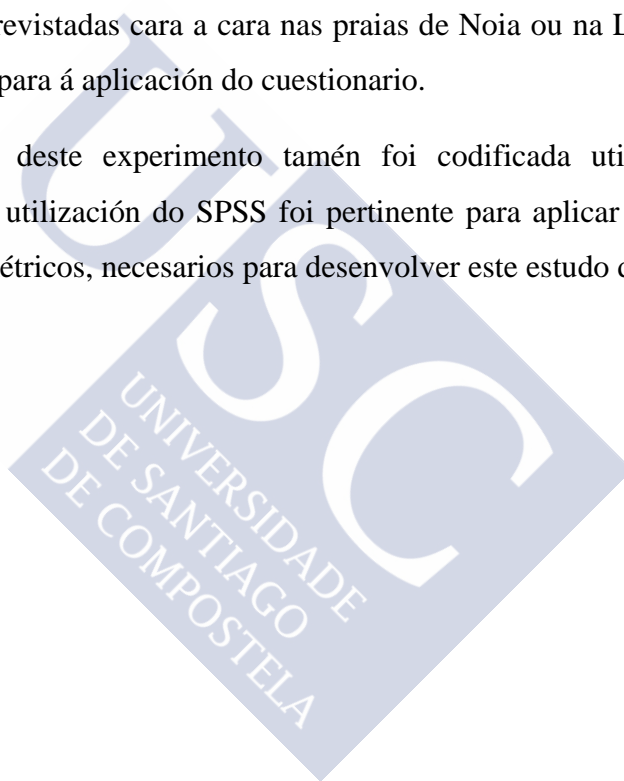 revistadas cara a cara nas praias de Noia ou na L
para á aplicación do cuestionario.
deste experimento tamén foi codificada uti
utilización do SPSS foi pertinente para aplicar
étricos, necesarios para desenvolver este estudo
USC
UNIVERSIDADE
DE SANTIAGO
DE COMPOSTELA